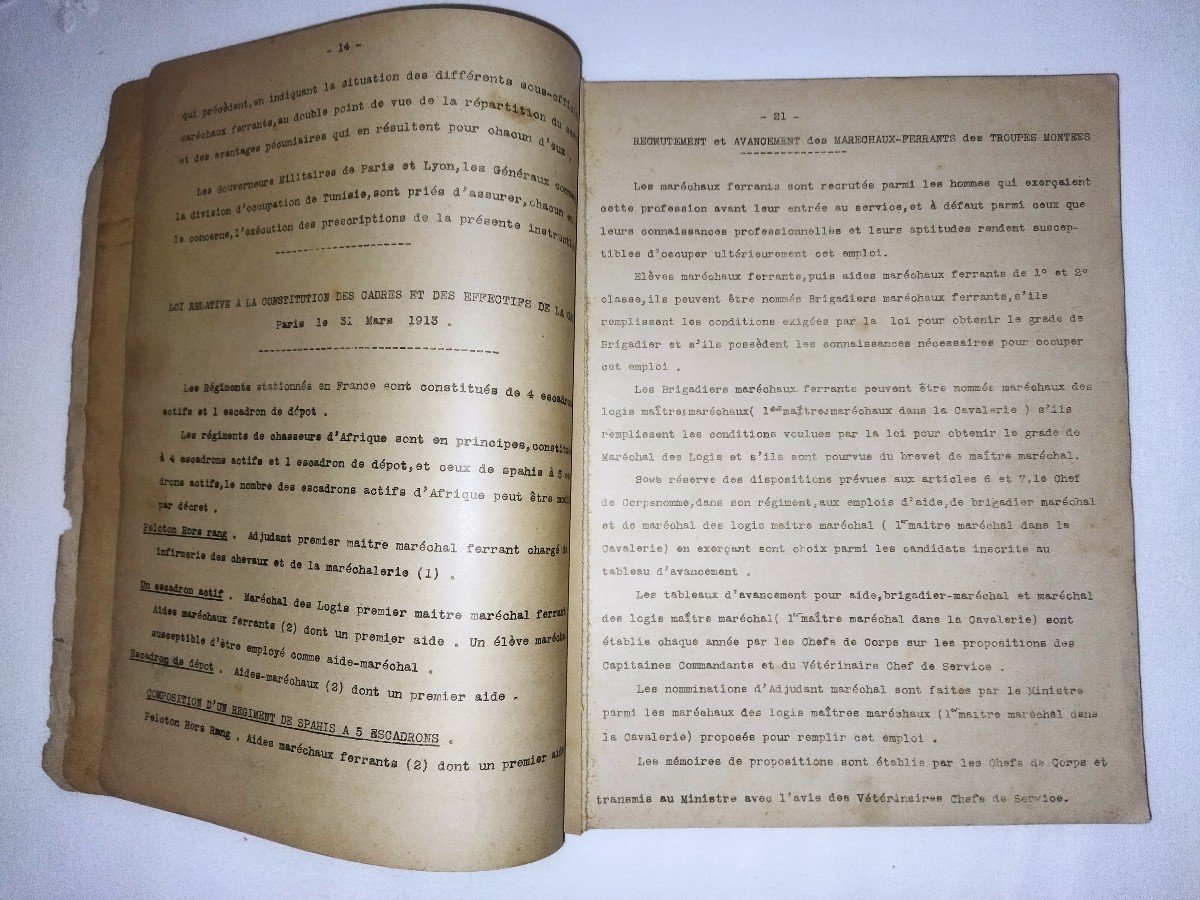 - 14 -
qui précèdent,en indiquant la situation des différents
maréchaux ferrants,au double point de vue de la répartition du
et des avantages pécuniaires qui en résultent pour chacun d'eux .
Les Gouverneurs Militaires de Paris et Lyon,les Généraux
la division d'occupation de Tunisie,sont priés d'assurer,chacun en
le concerne,l'exécution des prescriptions de la présente
LOI RELATIVE A LA CONSTITUTION DES CADRES ET DES EFFECTIFS DE LA
Paris le 31 Mars 1913 .
Les Régiments stationnés en France sont constitués de 4
actifs et 1 escadron de dépot .
Les régiments de chasseurs d'Afrique sont en principes,
à 4 escadrons actifs et 1 escadron de dépot,et ceux de spahis à 5
drons actifs,le nombre des escadrons actifs d'Afrique peut être
par décret .
Peloton Hors rang . Adjudant premier maitre maréchal ferrant chargé
infirmerie des chevaux et de la maréchalerie (1) .
Un escadron actif . Maréchal des Logis premier maitre maréchal ferrant
Aides maréchaux ferrants (2) dont un premier aide . Un élève
susceptible d'être employé comme aide-maréchal .
Escadron de dépot . Aides-maréchaux (2) dont un premier aide .
COMPOSITION D'UN REGIMENT DE SPAHIS A 5 ESCADRONS .
Peloton Hors Rang . Aides maréchaux ferrants (2) dont un premier aide
- 21 -
RECRUTEMENT et AVANCEMENT des MARECHAUX-FERRANTS des TROUPES MONTEES
Les maréchaux ferrants sont recrutés parmi les hommes qui exerçaient
cette profession avant leur entrée au service,et à défaut parmi ceux que
leurs connaissances professionnelles et leurs aptitudes rendent suscep-
tibles d'occuper ultérieurement cet emploi.
Elèves maréchaux ferrants,puis aides maréchaux ferrants de 1° et 2°
classe,ils peuvent être nommés Brigadiers maréchaux ferrants,s'ils
remplissent les conditions exigées par la loi pour obtenir le grade de
Brigadier et s'ils possèdent les connaissances nécessaires pour occuper
cet emploi .
Les Brigadiers maréchaux ferrants peuvent être nommés maréchaux des
logis maîtresmaréchaux( 1ers maîtresmaréchaux dans la Cavalerie ) s'ils
remplissent les conditions voulues par la loi pour obtenir le grade de
Maréchal des Logis et s'ils sont pourvus du brevet de maître maréchal.
Sous réserve des dispositions prévues aux articles 6 et 7,le Chef
de Corpsnomme,dans son régiment,aux emplois d'aide,de brigadier maréchal
et de maréchal des logis maitre maréchal ( 1er maitre maréchal dans la
Cavalerie) en exerçant sont choix parmi les candidats inscrits au
tableau d'avancement .
Les tableaux d'avancement pour aide,brigadier-maréchal et maréchal
des logis maître maréchal( 1er maître maréchal dans la Cavalerie) sont
établis chaque année par les Chefs de Corps sur les propositions des
Capitaines Commandants et du Vétérinaire Chef de Service .
Les nomminations d'Adjudant maréchal sont faites par le Ministre
parmi les maréchaux des logis maîtres maréchaux (1er maitre maréchal dans
la Cavalerie) proposés pour remplir cet emploi .
Les mémoires de propositions sont établis par les Chefs de Corps et
transmis au Ministre avec l'avis des Vétérinaires Chefs de Service.